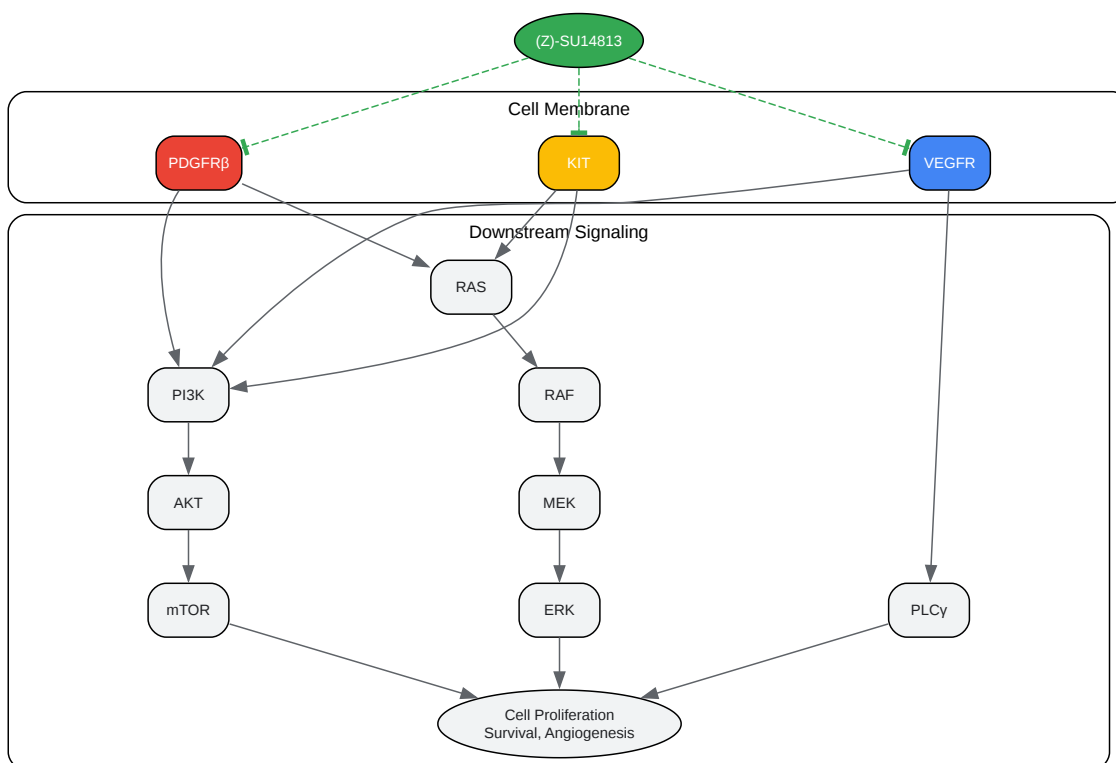 (Z)-SU14813
Cell Membrane
PDGFRβ
KIT
VEGFR
Downstream Signaling
RAS
PI3K
RAF
AKT
MEK
mTOR
ERK
PLCγ
Cell Proliferation
Survival, Angiogenesis